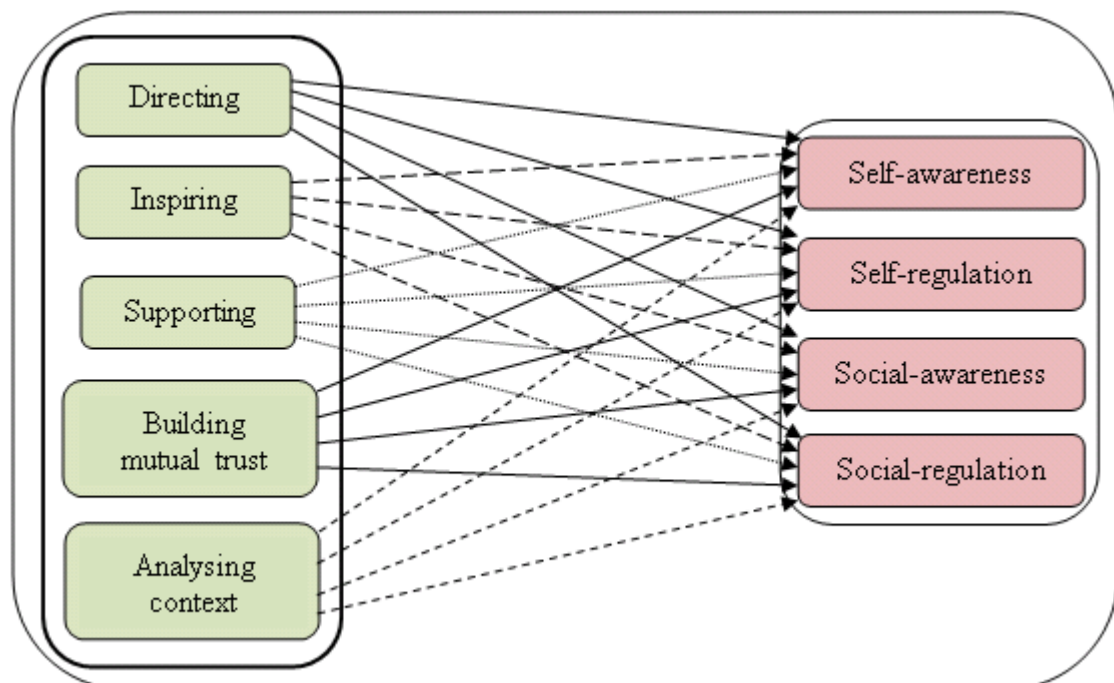 Directing
Inspiring
Supporting
Building
mutual trust
Analysing
context
Self-awareness
Self-regulation
Social-awareness
Social-regulation